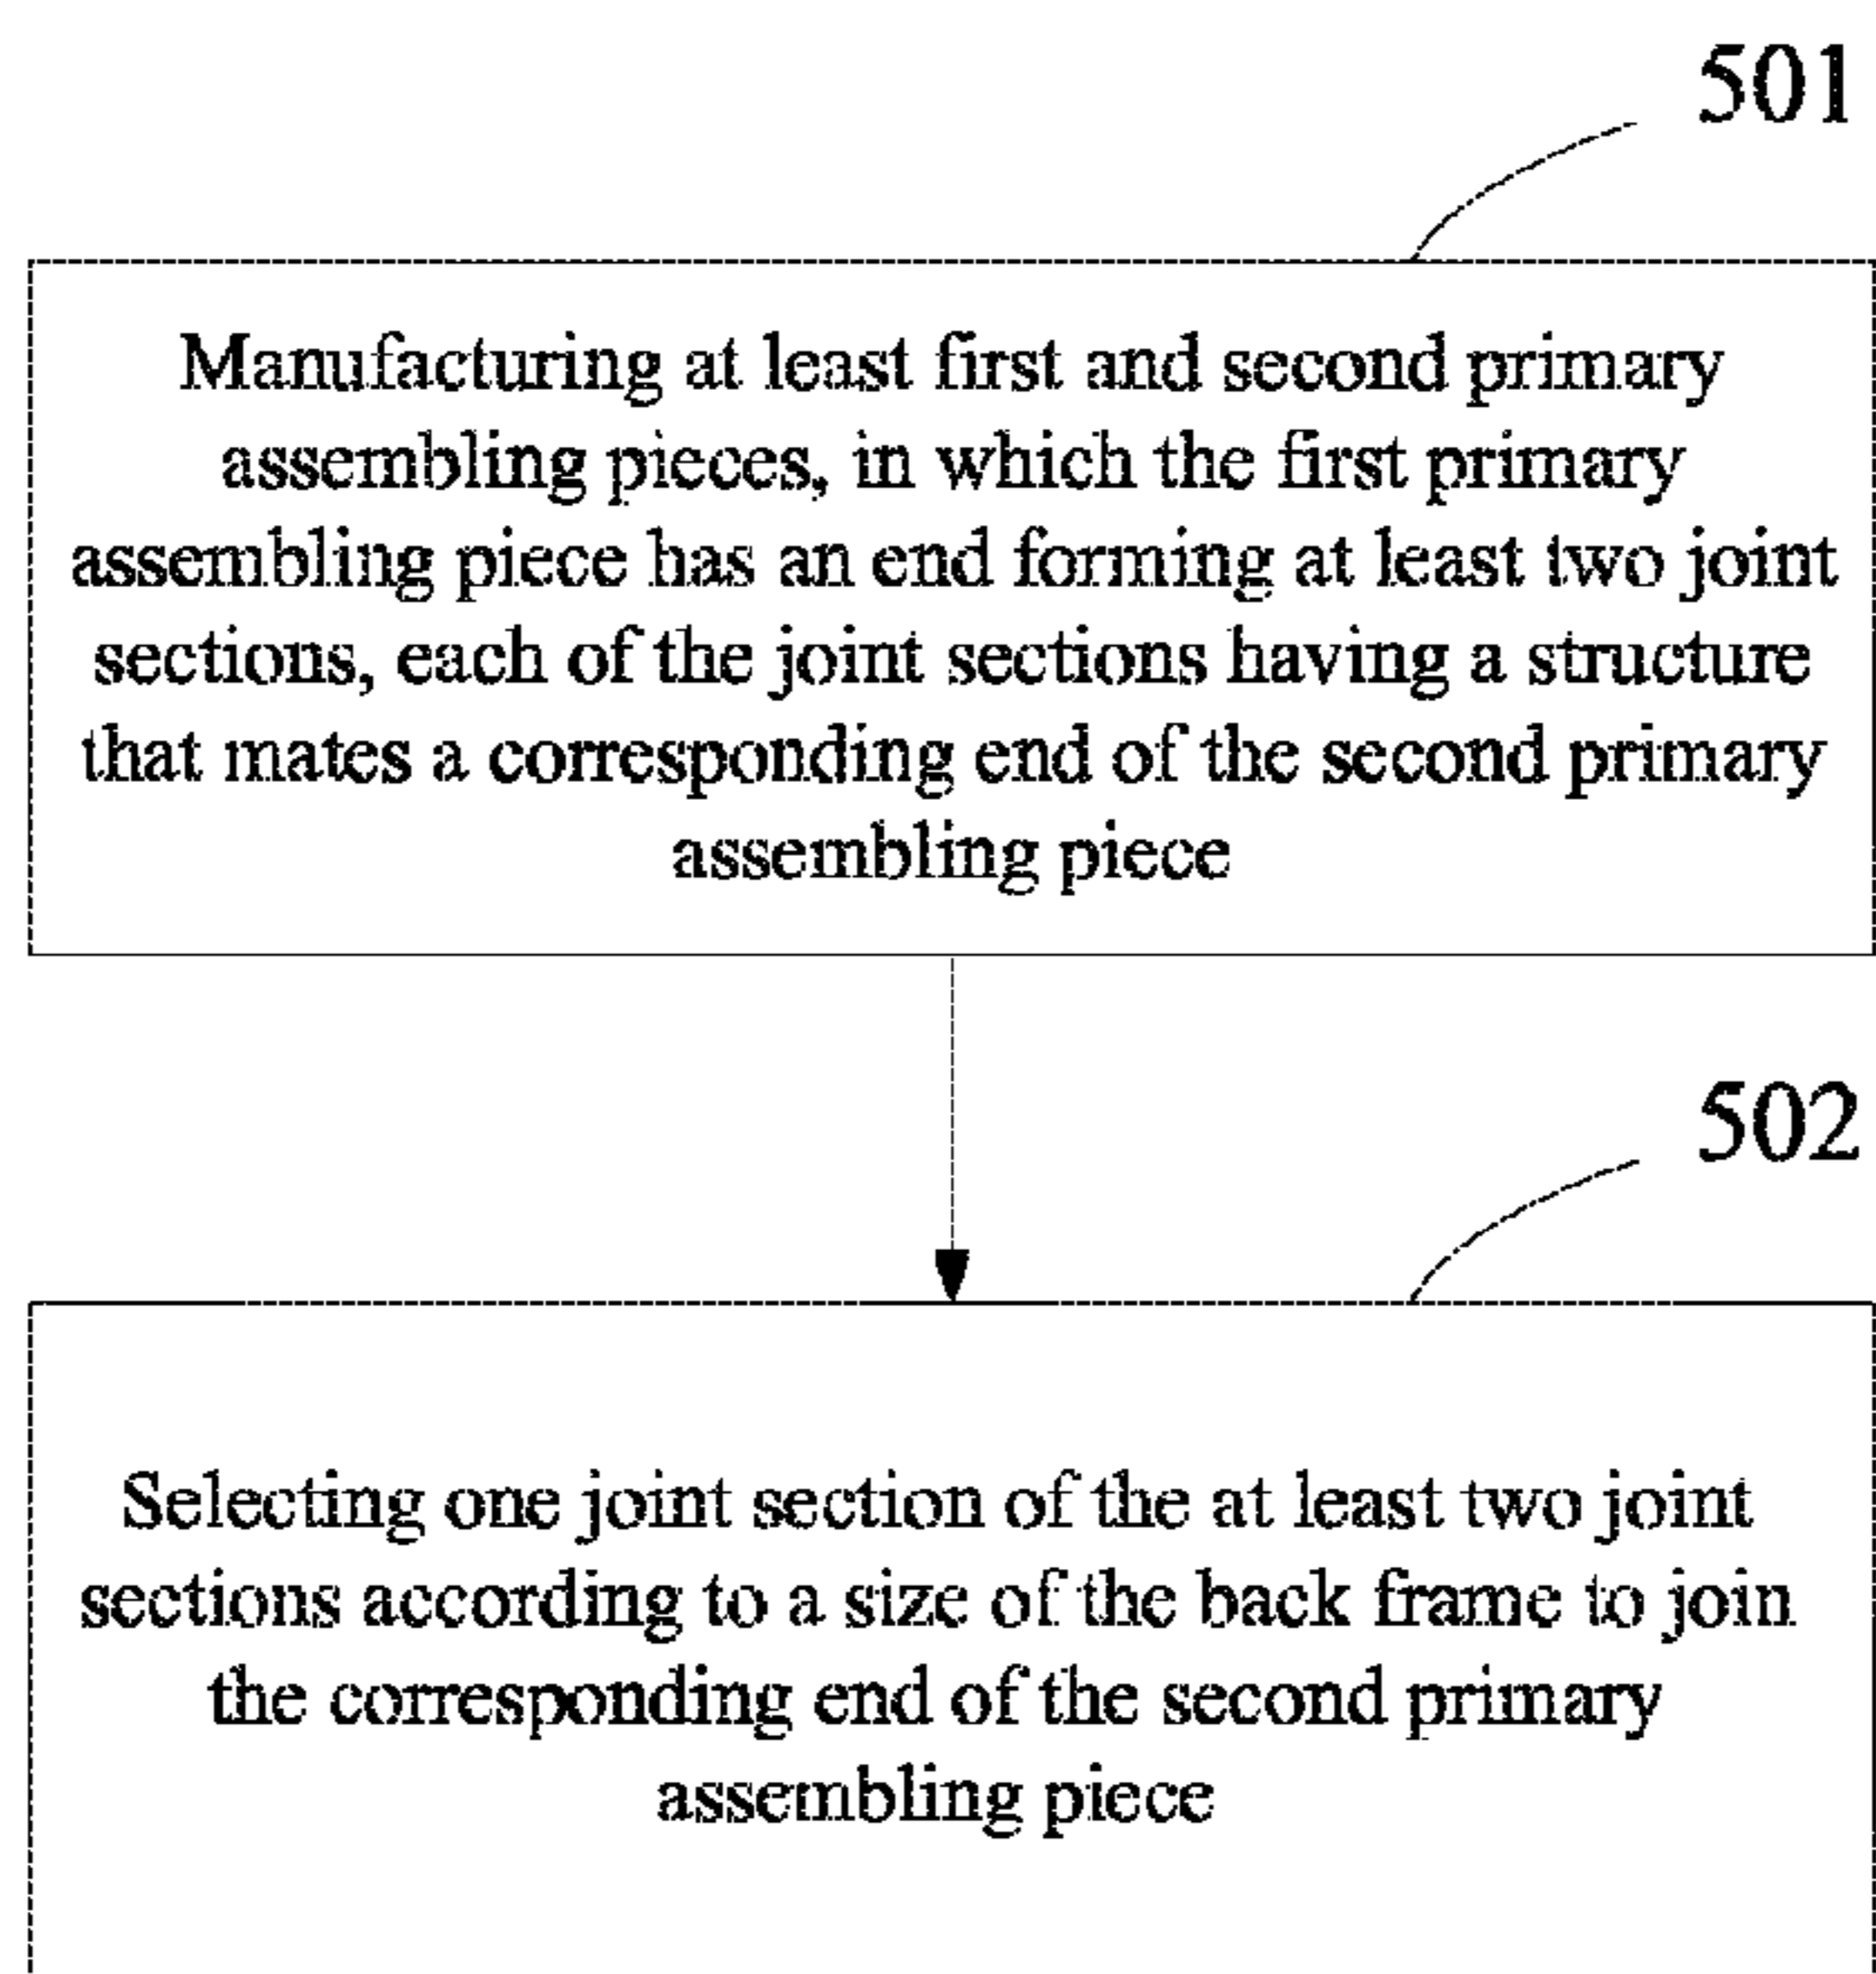 501
Manufacturing at least first and second primary
assembling pieces, in which the first primary
assembling piece has an end forming at least two joint
sections, each of the joint sections having a structure
that mates a corresponding end of the second primary
assembling piece
502
Selecting one joint section of the at least two joint
sections according to a size of the back frame to join
the corresponding end of the second primary
assembling piece